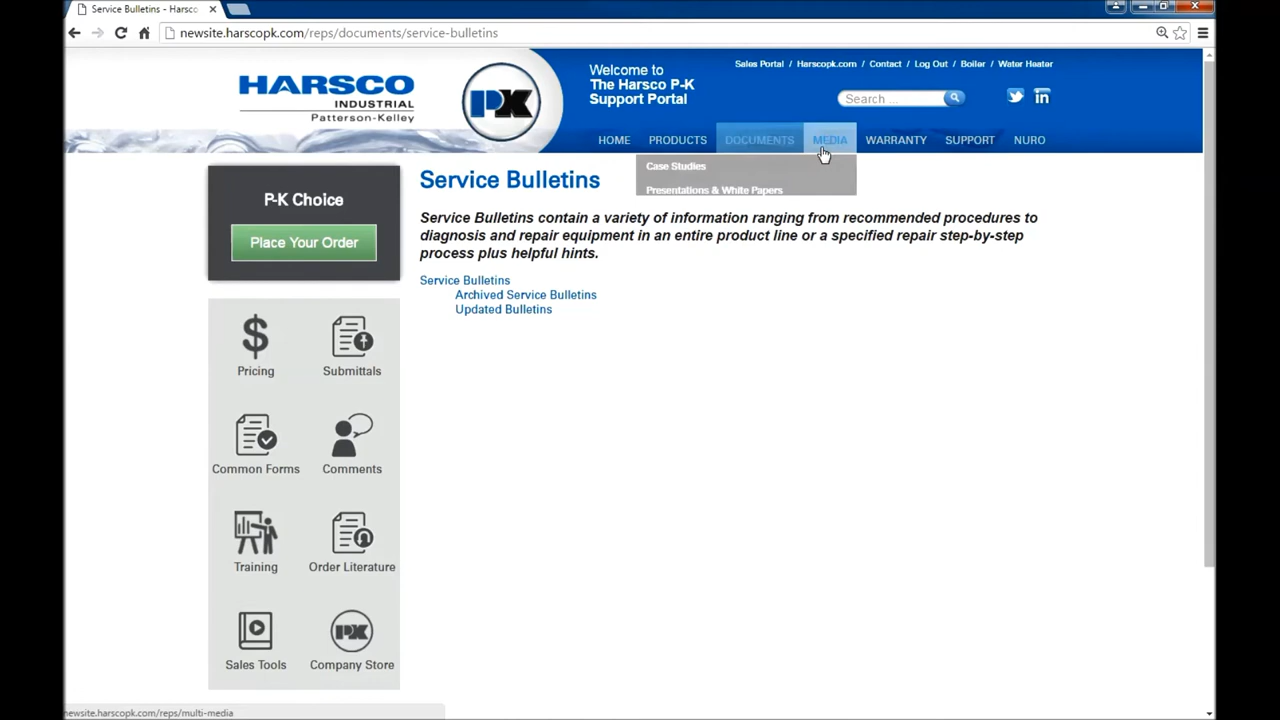 Service Bulletins - Harsco
newsite.harscopk.com/reps/documents/service-bulletins
HARSCO
INDUSTRIAL
Patterson-Kelley
PK
Welcome to
The Harsco P-K
Support Portal
Sales Portal / Harscopk.com / Contact / Log Out / Boiler / Water Heater
Search ...
HOME PRODUCTS DOCUMENTS MEDIA WARRANTY SUPPORT NURO
Case Studies
Presentations & White Papers
P-K Choice
Place Your Order
Service Bulletins
Service Bulletins contain a variety of information ranging from recommended procedures to
diagnosis and repair equipment in an entire product line or a specified repair step-by-step
process plus helpful hints.
Service Bulletins
Archived Service Bulletins
Updated Bulletins
Pricing Submittals
Common Forms Comments
Training Order Literature
PK
Sales Tools Company Store
newsite.harscopk.com/reps/multi-media